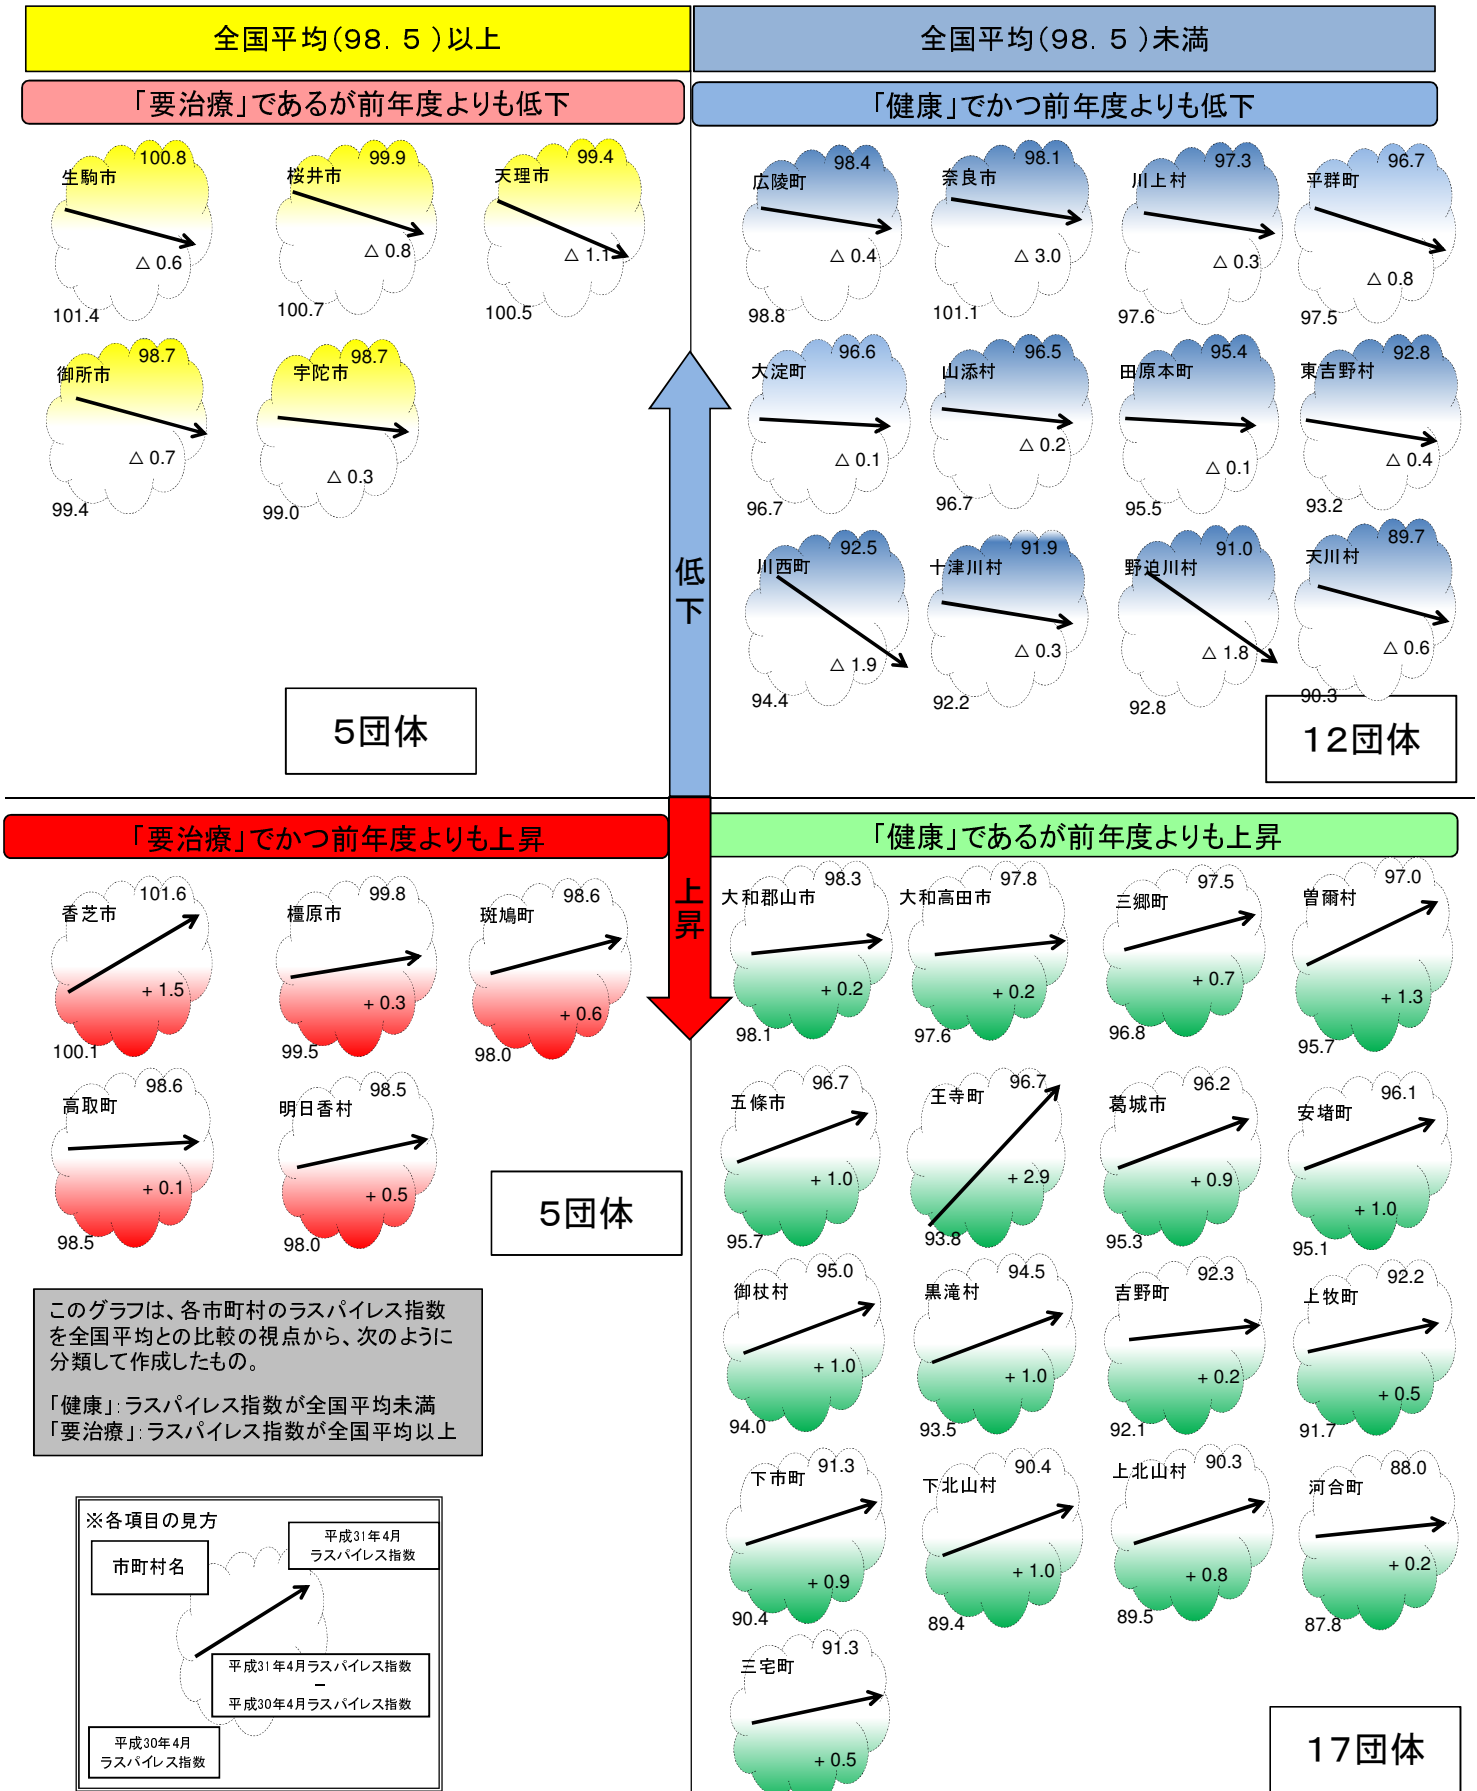 全国平均(98．5)以上
全国平均(98．5)未満
「要治療」であるが前年度よりも低下
「健康」でかつ前年度よりも低下
生駒市
100.8
△ 0.6
101.4
桜井市
99.9
△ 0.8
100.7
天理市
99.4
△ 1.1
100.5
御所市
98.7
△ 0.7
99.4
宇陀市
98.7
△ 0.3
99.0
5団体
低下
広陵町
98.4
△ 0.4
98.8
奈良市
98.1
△ 3.0
101.1
川上村
97.3
△ 0.3
97.6
平群町
96.7
△ 0.8
97.5
大淀町
96.6
△ 0.1
96.7
山添村
96.5
△ 0.2
96.7
田原本町
95.4
△ 0.1
95.5
東吉野村
92.8
△ 0.4
93.2
川西町
92.5
△ 1.9
94.4
十津川村
91.9
△ 0.3
92.2
野迫川村
91.0
△ 1.8
92.8
天川村
89.7
△ 0.6
90.3
12団体
「要治療」でかつ前年度よりも上昇
「健康」であるが前年度よりも上昇
上昇
香芝市
101.6
+ 1.5
100.1
橿原市
99.8
+ 0.3
99.5
斑鳩町
98.6
+ 0.6
98.0
高取町
98.6
+ 0.1
98.5
明日香村
98.5
+ 0.5
98.0
5団体
大和郡山市
98.3
+ 0.2
98.1
大和高田市
97.8
+ 0.2
97.6
三郷町
97.5
+ 0.7
96.8
曽爾村
97.0
+ 1.3
95.7
五條市
96.7
+ 1.0
95.7
王寺町
96.7
+ 2.9
93.8
葛城市
96.2
+ 0.9
95.3
安堵町
96.1
+ 1.0
95.1
御杖村
95.0
+ 1.0
94.0
黒滝村
94.5
+ 1.0
93.5
吉野町
92.3
+ 0.2
92.1
上牧町
92.2
+ 0.5
91.7
下市町
91.3
+ 0.9
90.4
下北山村
90.4
+ 1.0
89.4
上北山村
90.3
+ 0.8
89.5
河合町
88.0
+ 0.2
87.8
三宅町
91.3
+ 0.5
17団体
このグラフは、各市町村のラスパイレス指数
を全国平均との比較の視点から、次のように
分類して作成したもの。
「健康」：ラスパイレス指数が全国平均未満
「要治療」：ラスパイレス指数が全国平均以上
※各項目の見方
市町村名
平成31年4月
ラスパイレス指数
平成31年4月ラスパイレス指数
－
平成30年4月ラスパイレス指数
平成30年4月
ラスパイレス指数